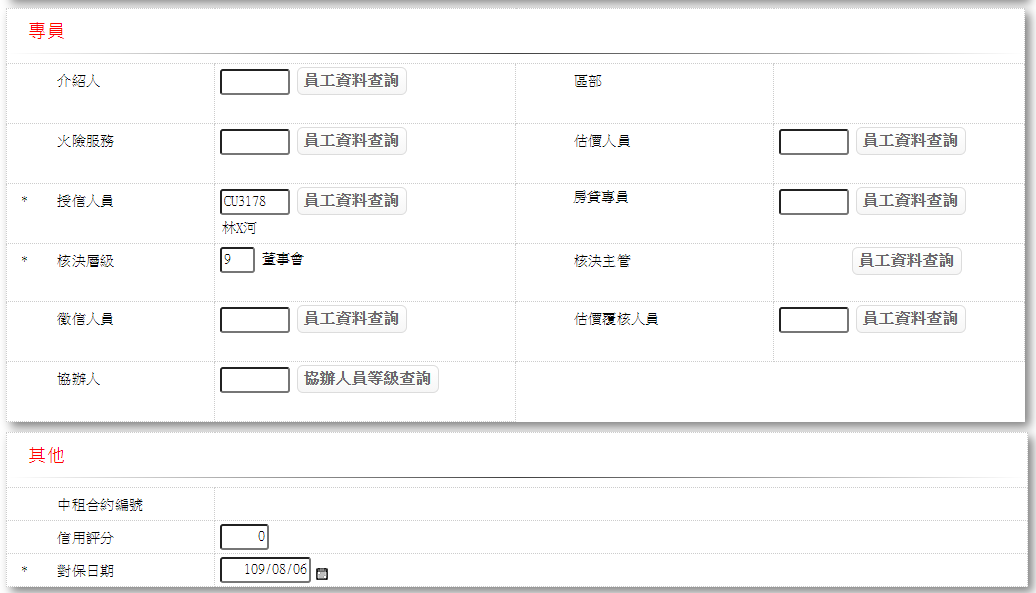 專員
介紹人 員工資料查詢 區部
火險服務 員工資料查詢 估價人員 員工資料查詢
* 授信人員 CU3178 員工資料查詢 房貸專員 員工資料查詢
林X河
* 核決層級 9 董事會 核決主管 員工資料查詢
徵信人員 員工資料查詢 估價覆核人員 員工資料查詢
協辦人 協辦人員等級查詢
其他
中租合約編號
信用評分 0
* 對保日期 109/08/06